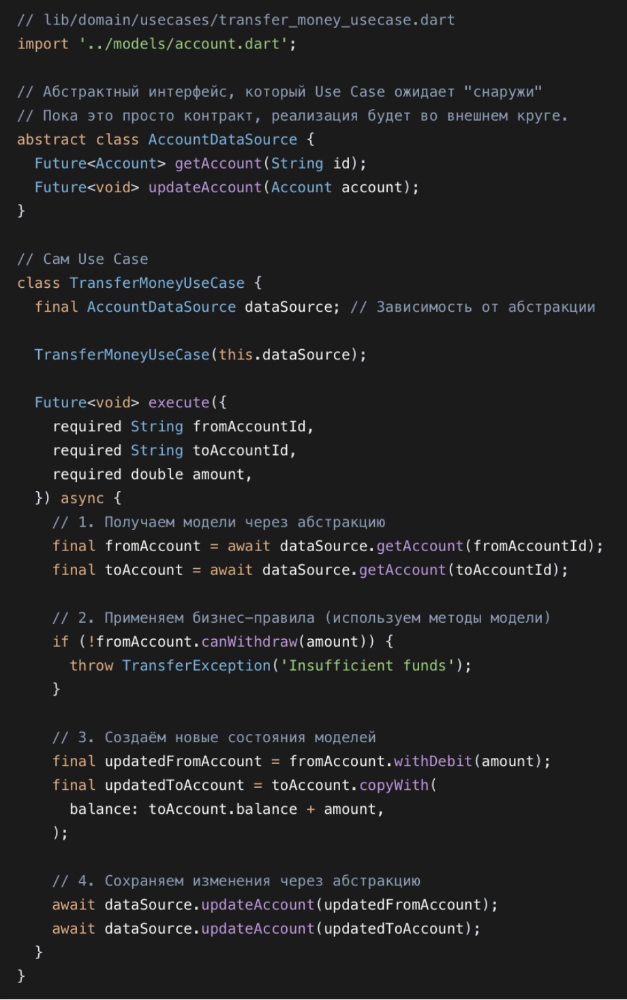 // lib/domain/usecases/transfer_money_usecase.dart
import '../models/account.dart';

// Абстрактный интерфейс, который Use Case ожидает "снаружи"
// Пока это просто контракт, реализация будет во внешнем круге.
abstract class AccountDataSource {
  Future<Account> getAccount(String id);
  Future<void> updateAccount(Account account);
}

// Сам Use Case
class TransferMoneyUseCase {
  final AccountDataSource dataSource; // Зависимость от абстракции

  TransferMoneyUseCase(this.dataSource);

  Future<void> execute({
    required String fromAccountId,
    required String toAccountId,
    required double amount,
  }) async {
    // 1. Получаем модели через абстракцию
    final fromAccount = await dataSource.getAccount(fromAccountId);
    final toAccount = await dataSource.getAccount(toAccountId);

    // 2. Применяем бизнес-правила (используем методы модели)
    if (!fromAccount.canWithdraw(amount)) {
      throw TransferException('Insufficient funds');
    }

    // 3. Создаём новые состояния моделей
    final updatedFromAccount = fromAccount.withDebit(amount);
    final updatedToAccount = toAccount.copyWith(
      balance: toAccount.balance + amount,
    );

    // 4. Сохраняем изменения через абстракцию
    await dataSource.updateAccount(updatedFromAccount);
    await dataSource.updateAccount(updatedToAccount);
  }
}